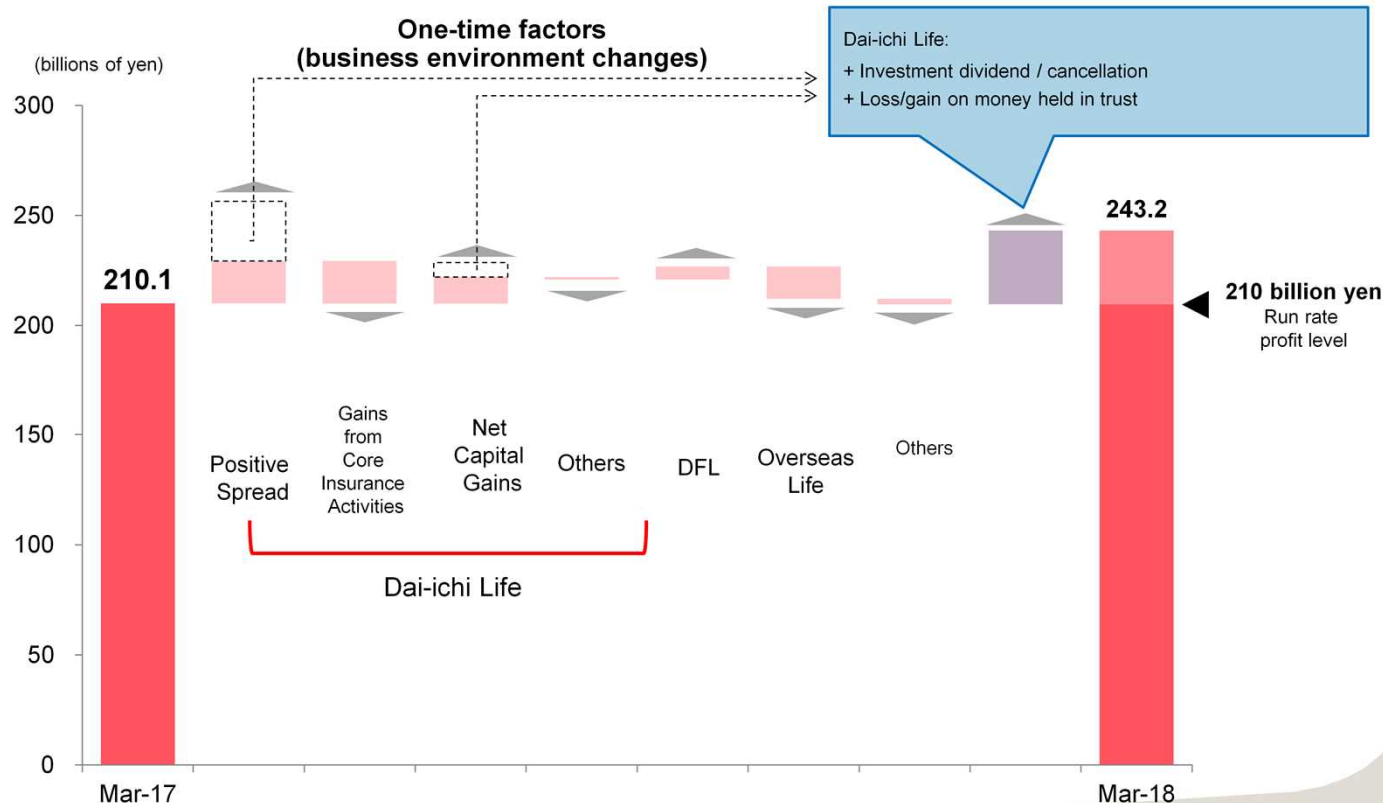 One-time factors
(business environment changes)
(billions of yen)
Dai-ichi Life:
+ Investment dividend / cancellation
+ Loss/gain on money held in trust
300
250
200
150
100
50
0
210.1
243.2
210 billion yen
Run rate
profit level
Positive
Spread
Gains
from
Core
Insurance
Activities
Net
Capital
Gains
Others
DFL
Overseas
Life
Others
Dai-ichi Life
Mar-17
Mar-18